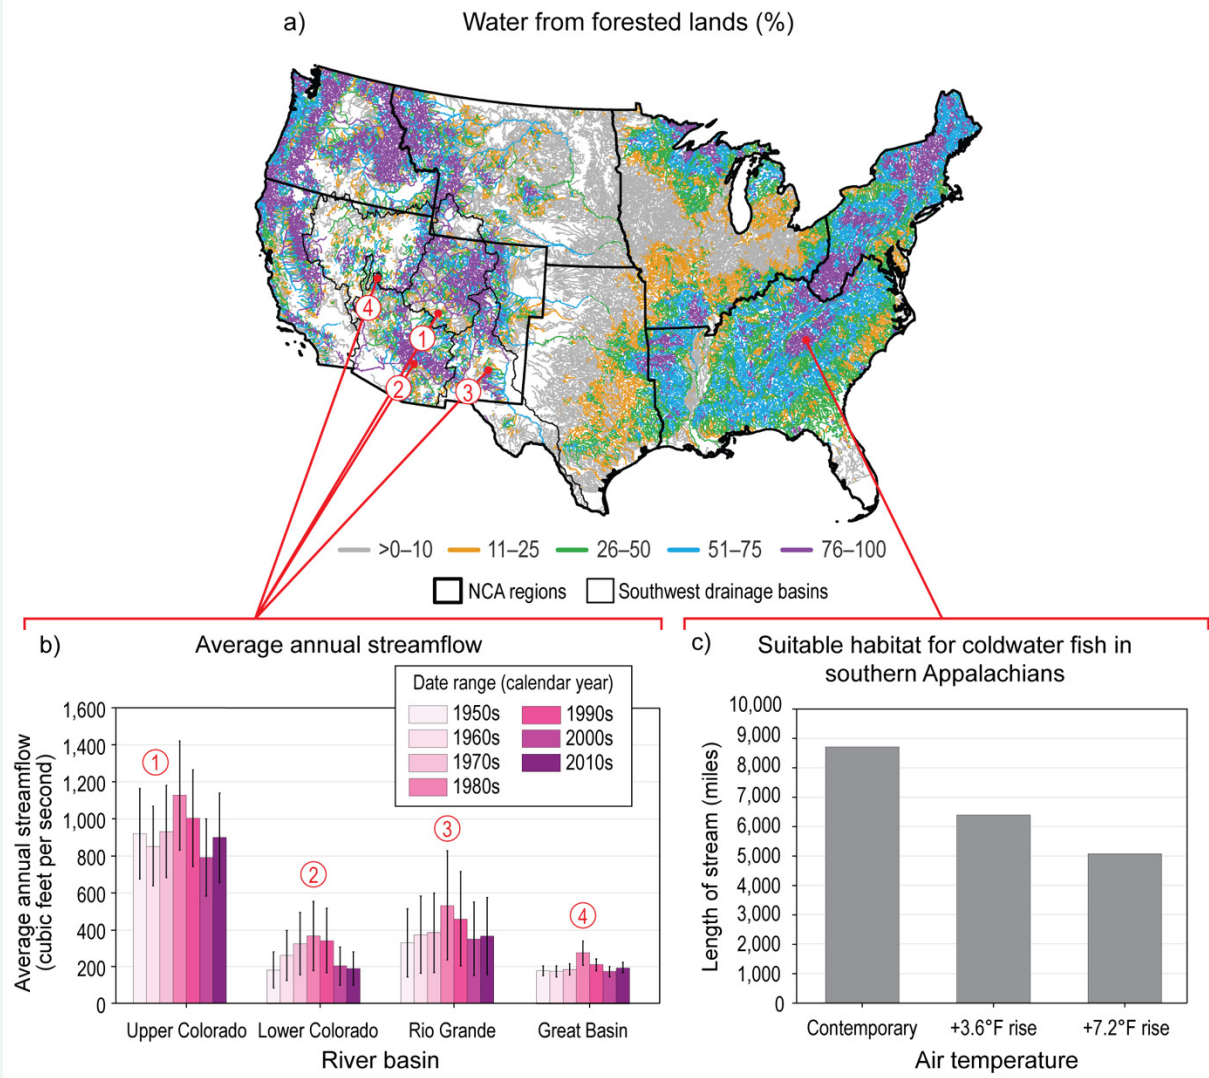 a) Water from forested lands (%)
4
1
2
3
>0–10 11–25 26–50 51–75 76–100
NCA regions Southwest drainage basins
b) Average annual streamflow
Date range (calendar year)
1950s 1990s
1960s 2000s
1970s 2010s
1980s
Average annual streamflow
(cubic feet per second)
1,600
1,400
1,200
1,000
800
600
400
200
0
1
2
3
4
Upper Colorado Lower Colorado Rio Grande Great Basin
River basin
c) Suitable habitat for coldwater fish in
southern Appalachians
Length of stream (miles)
10,000
9,000
8,000
7,000
6,000
5,000
4,000
3,000
2,000
1,000
0
Contemporary +3.6°F rise +7.2°F rise
Air temperature